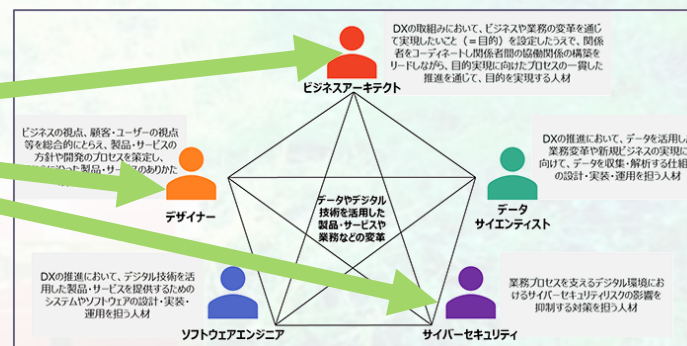 DXの取組みにおいて、ビジネスや業務の変革を通じ
て実現したいこと（＝目的）を設定したうえで、関係
者をコーディネートし関係者間の協働関係の構築を
リードしながら、目的実現に向けたプロセスの一貫した
推進を通じて、目的を実現する人材
ビジネスアーキテクト
ビジネスの視点、顧客・ユーザーの視点
等を総合的にとらえ、製品・サービスの
方針や開発のプロセスを策定し、
った製品・サービスのありかた
デザイナー
DXの推進において、データを活用した
業務変革や新規ビジネスの実現に
向けて、データを収集・解析する仕組
の設計・実装・運用を担う人材
データ
サイエンティスト
データやデジタル
技術を活用した
製品・サービスや
業務などの変革
DXの推進において、デジタル技術を活
用した製品・サービスを提供するための
システムやソフトウェアの設計・実装・
運用を担う人材
ソフトウェアエンジニア
業務プロセスを支えるデジタル環境にお
けるサイバーセキュリティリスクの影響を
抑制する対策を担う人材
サイバーセキュリティ